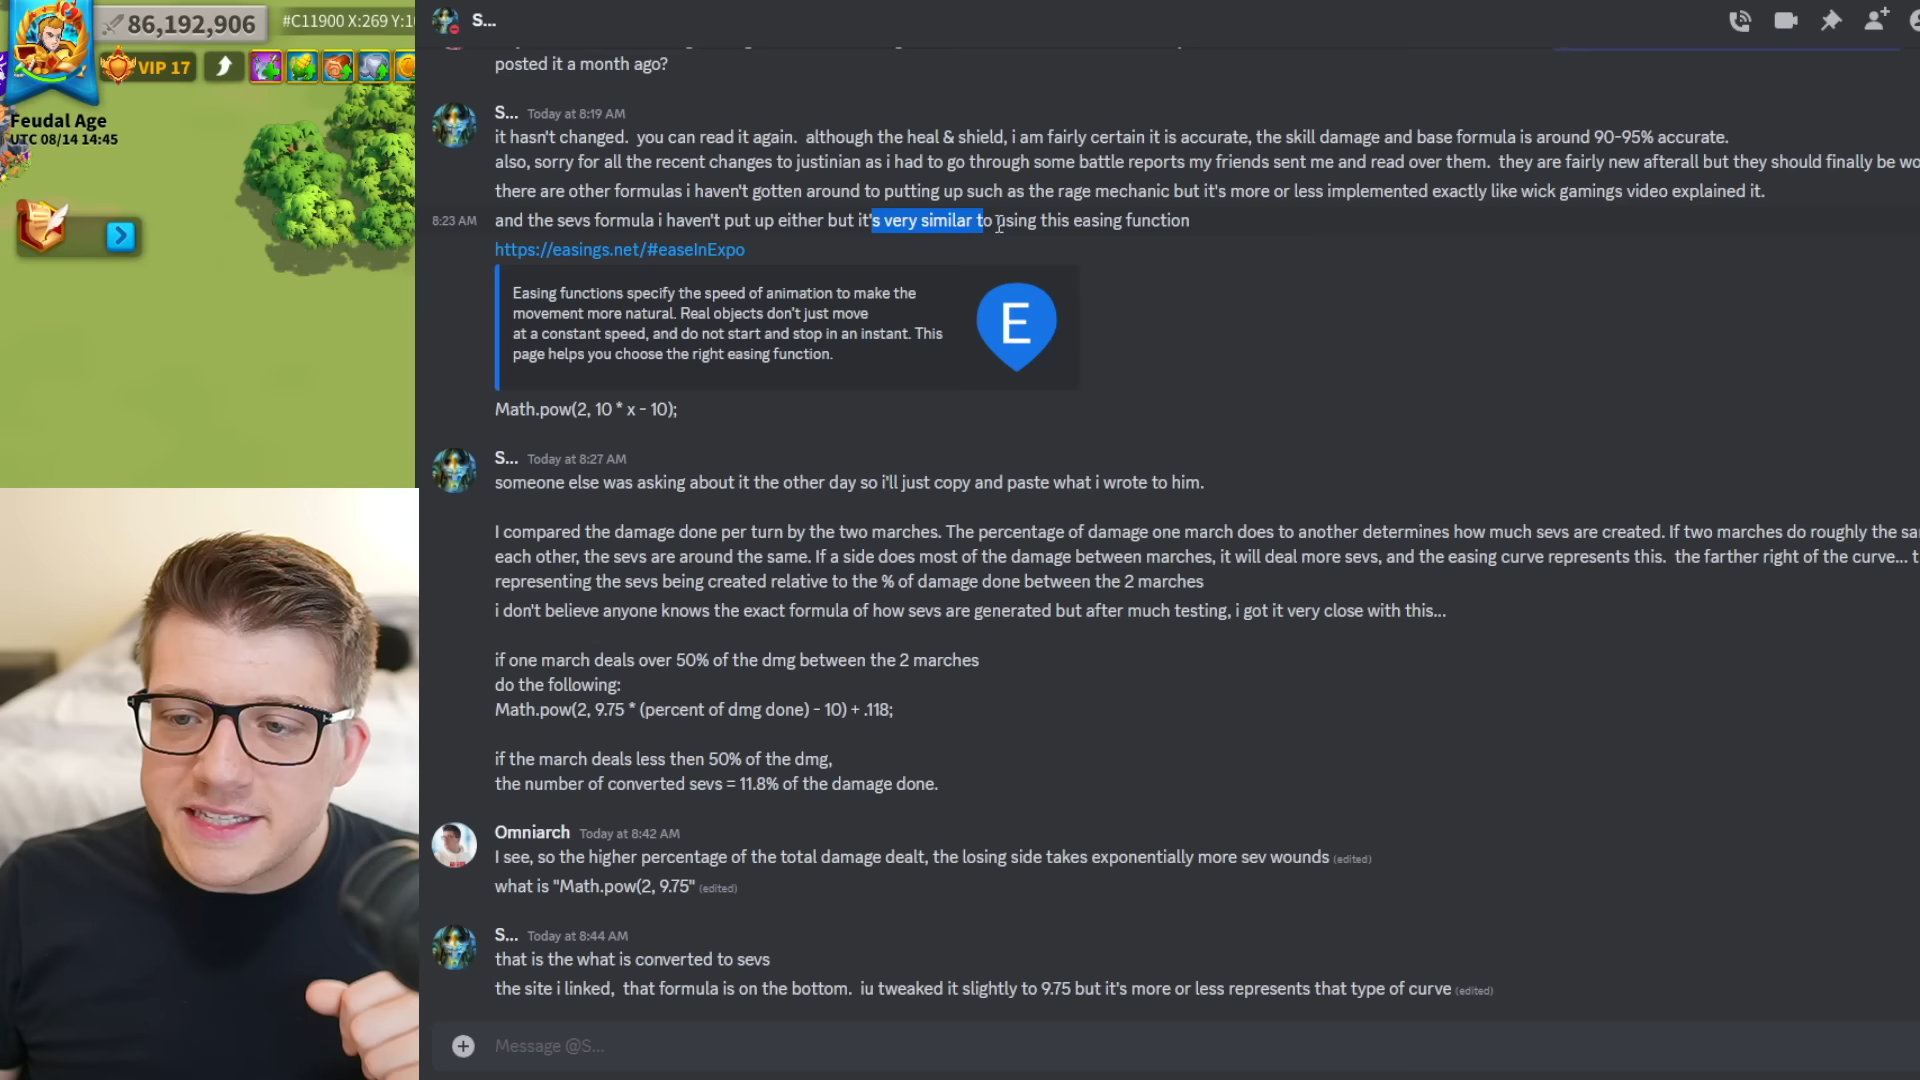 86,192,906
#C11900 X:269 Y:1
VIP 17
Feudal Age
UTC 08/14 14:45
S...
posted it a month ago?
S... Today at 8:19 AM
it hasn't changed. you can read it again. although the heal & shield, i am fairly certain it is accurate, the skill damage and base formula is around 90-95% accurate.
also, sorry for all the recent changes to justinian as i had to go through some battle reports my friends sent me and read over them. they are fairly new afterall but they should finally be
there are other formulas i haven't gotten around to putting up such as the rage mechanic but it's more or less implemented exactly like wick gamings video explained it.
8:23 AM and the sevs formula i haven't put up either but it's very similar to using this easing function
https://easings.net/#easeInExpo
Easing functions specify the speed of animation to make the
movement more natural. Real objects don't just move
at a constant speed, and do not start and stop in an instant. This
page helps you choose the right easing function.
E
Math.pow(2, 10 * x - 10);
S... Today at 8:27 AM
someone else was asking about it the other day so i'll just copy and paste what i wrote to him.
I compared the damage done per turn by the two marches. The percentage of damage one march does to another determines how much sevs are created. If two marches do roughly the
each other, the sevs are around the same. If a side does most of the damage between marches, it will deal more sevs, and the easing curve represents this. the farther right of the curve...
representing the sevs being created relative to the % of damage done between the 2 marches
i don't believe anyone knows the exact formula of how sevs are generated but after much testing, i got it very close with this...
if one march deals over 50% of the dmg between the 2 marches
do the following:
Math.pow(2, 9.75 * (percent of dmg done) - 10) + .118;
if the march deals less then 50% of the dmg,
the number of converted sevs = 11.8% of the damage done.
Omniarch Today at 8:42 AM
I see, so the higher percentage of the total damage dealt, the losing side takes exponentially more sev wounds (edited)
what is "Math.pow(2, 9.75" (edited)
S... Today at 8:44 AM
that is the what is converted to sevs
the site i linked, that formula is on the bottom. iu tweaked it slightly to 9.75 but it's more or less represents that type of curve (edited)
Message @S...